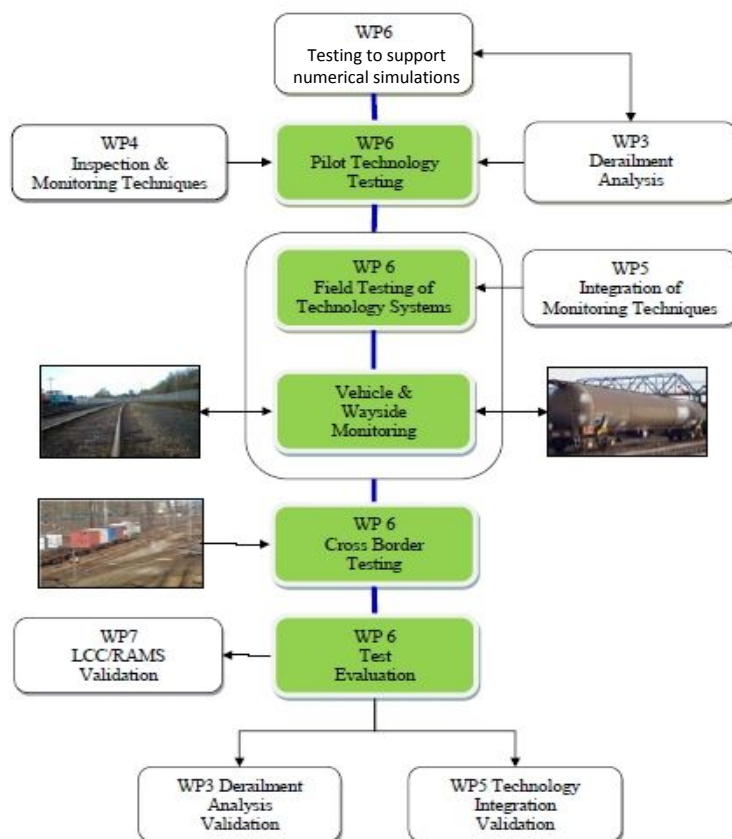 WP6
Testing to support
numerical simulations
WP4
Inspection &
Monitoring Techniques
WP6
Pilot Technology
Testing
WP3
Derailment
Analysis
WP 6
Field Testing of
Technology Systems
WP5
Integration of
Monitoring Techniques
Vehicle &
Wayside
Monitoring
WP 6
Cross Border
Testing
WP7
LCC/RAMS
Validation
WP 6
Test
Evaluation
WP3 Derailment
Analysis
Validation
WP5 Technology
Integration
Validation